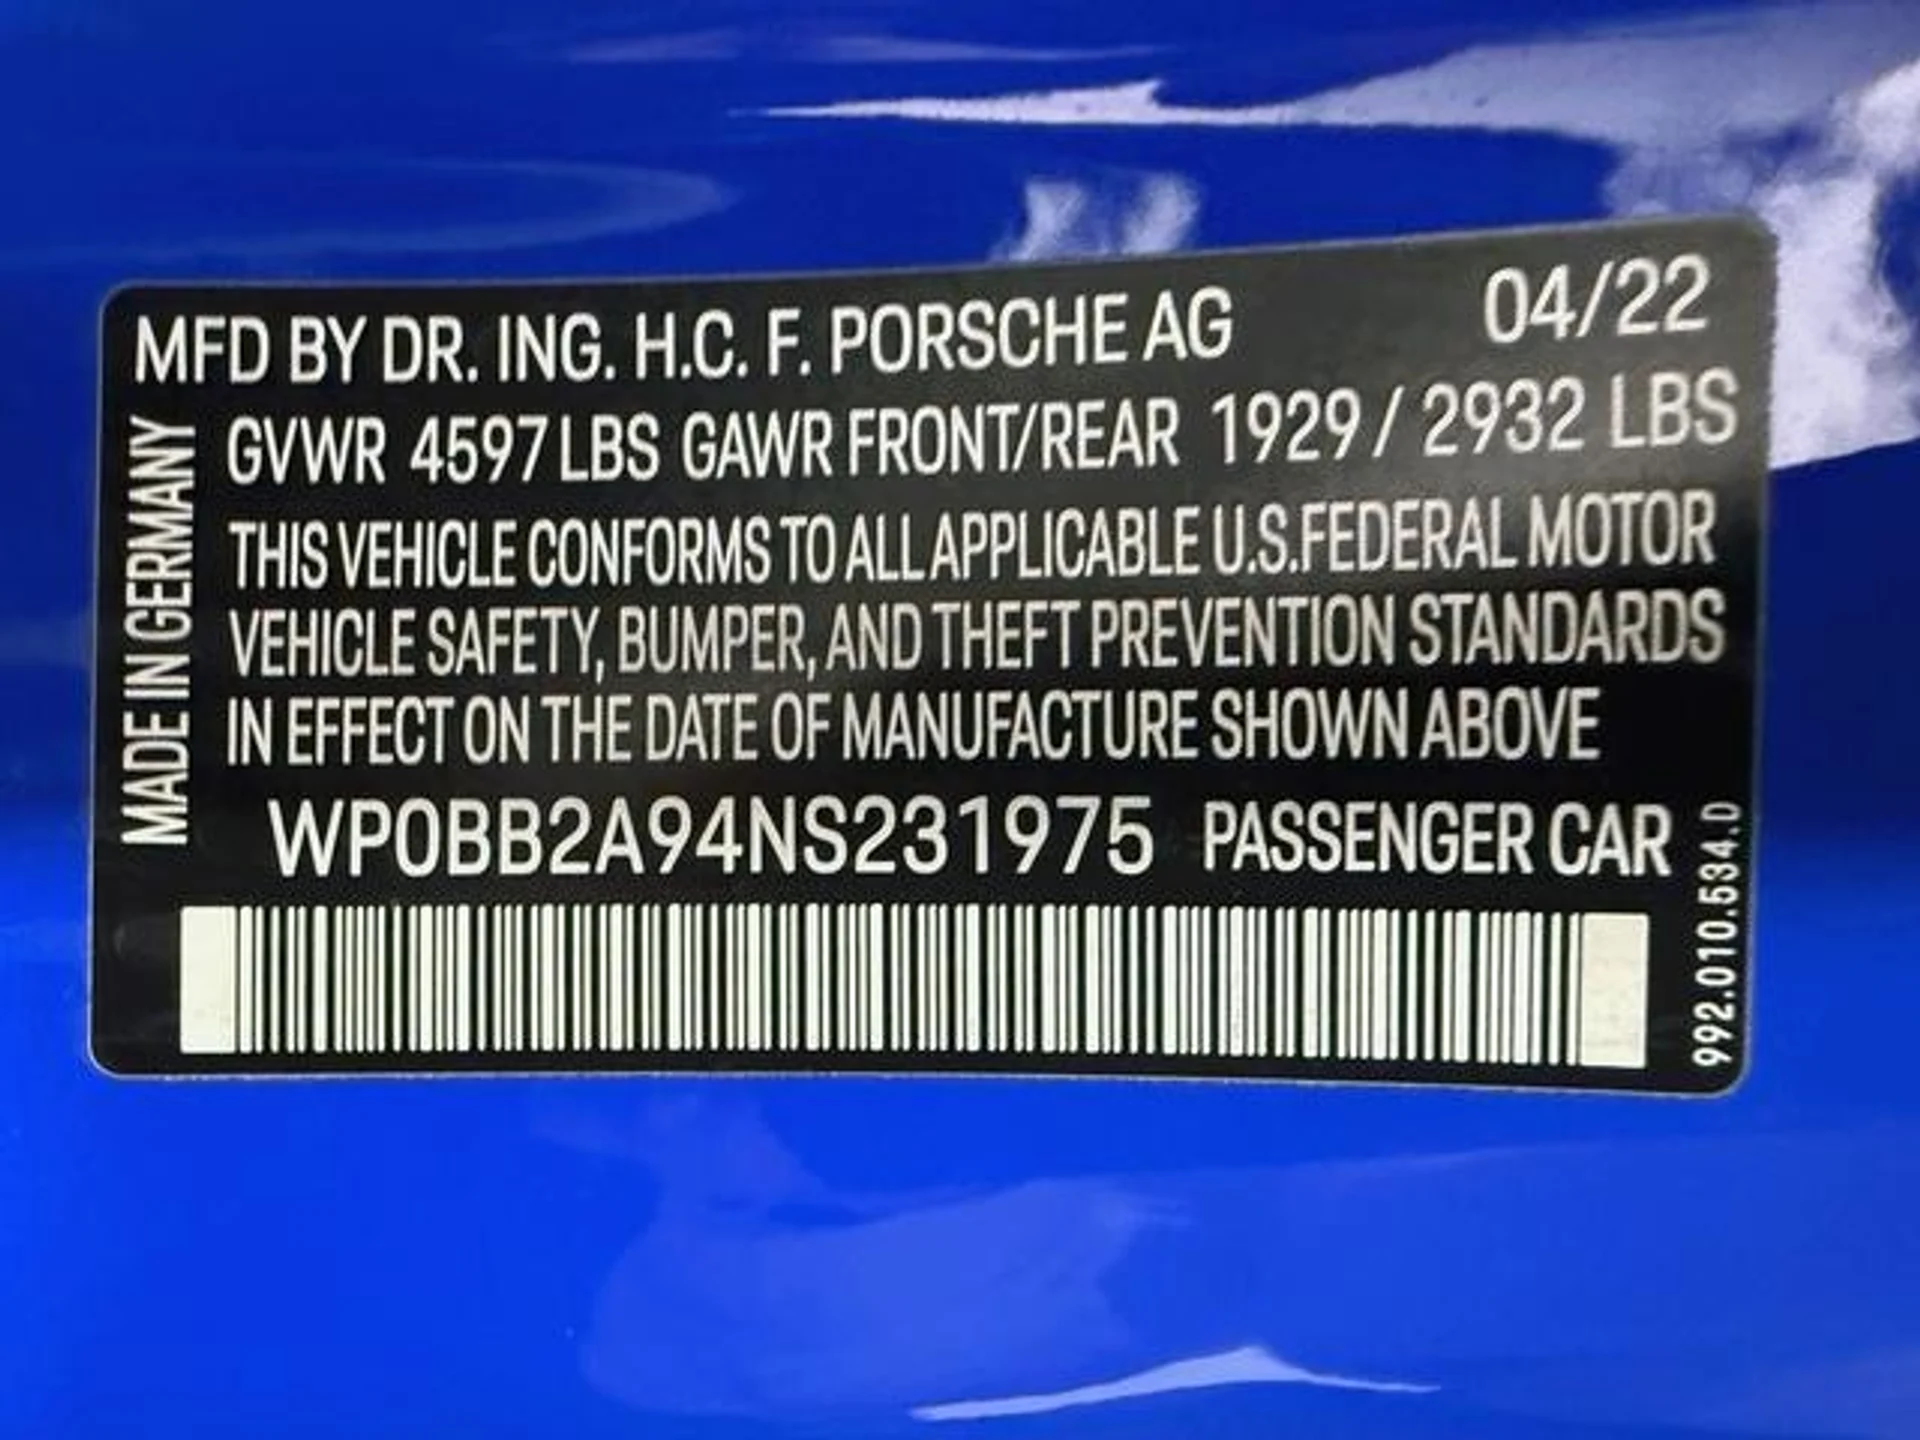 MFD BY DR. ING. H.C. F. PORSCHE AG 04/22
GVWR 4597 LBS GAWR FRONT/REAR 1929 / 2932 LBS
THIS VEHICLE CONFORMS TO ALL APPLICABLE U.S.FEDERAL MOTOR
VEHICLE SAFETY, BUMPER, AND THEFT PREVENTION STANDARDS
IN EFFECT ON THE DATE OF MANUFACTURE SHOWN ABOVE
WP0BB2A94NS231975 PASSENGER CAR
MADE IN GERMANY
992.010.534.D